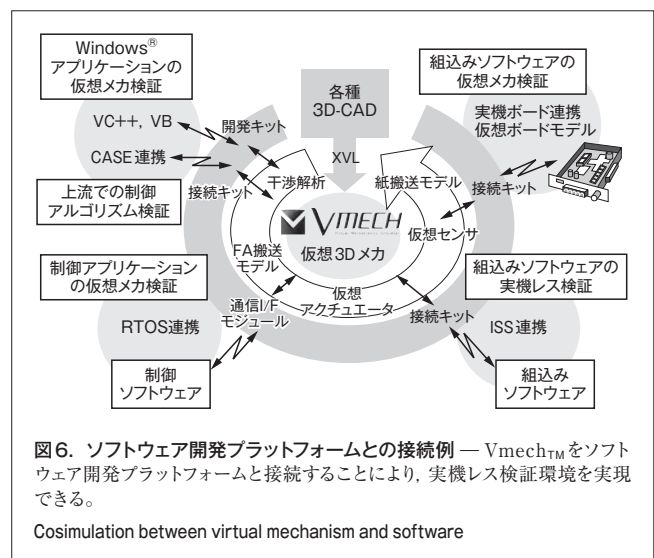 Windows®
アプリケーションの
仮想メカ検証
VC++, VB
開発キット
CASE連携
接続キット
上流での制御
アルゴリズム検証
各種
3D-CAD
XVL
組込みソフトウェアの
仮想メカ検証
実機ボード連携
仮想ボードモデル
接続キット
干渉解析
紙搬送モデル
VMECH
仮想3Dメカ
FA搬送
モデル
仮想センサ
仮想
アクチュエータ
制御アプリケーション
の仮想メカ検証
通信I/F
モジュール
RTOS連携
制御
ソフトウェア
組込みソフトウェアの
実機レス検証
接続キット
ISS連携
組込み
ソフトウェア
図6. ソフトウェア開発プラットフォームとの接続例 — Vmech™をソフト
ウェア開発プラットフォームと接続することにより, 実機レス検証環境を実現
できる。
Cosimulation between virtual mechanism and software